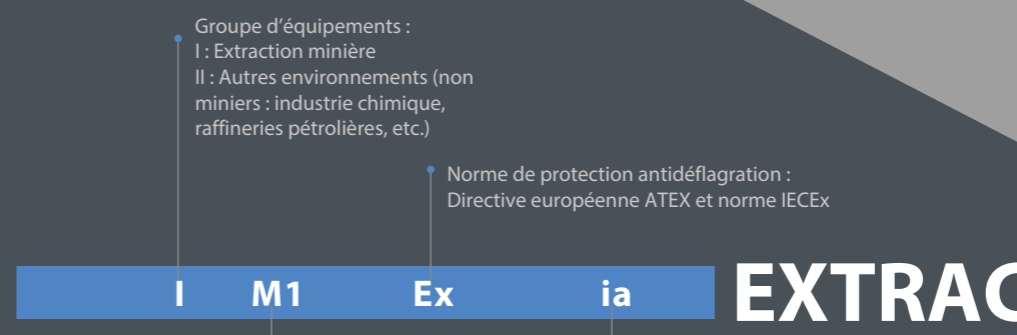 Groupe d'équipements :
I : Extraction minière
II : Autres environnements (non
miniers : industrie chimique,
raffineries pétrolières, etc.)
Norme de protection antidéflagration :
Directive européenne ATEX et norme IECEx
I M1 Ex ia
EXTRAC